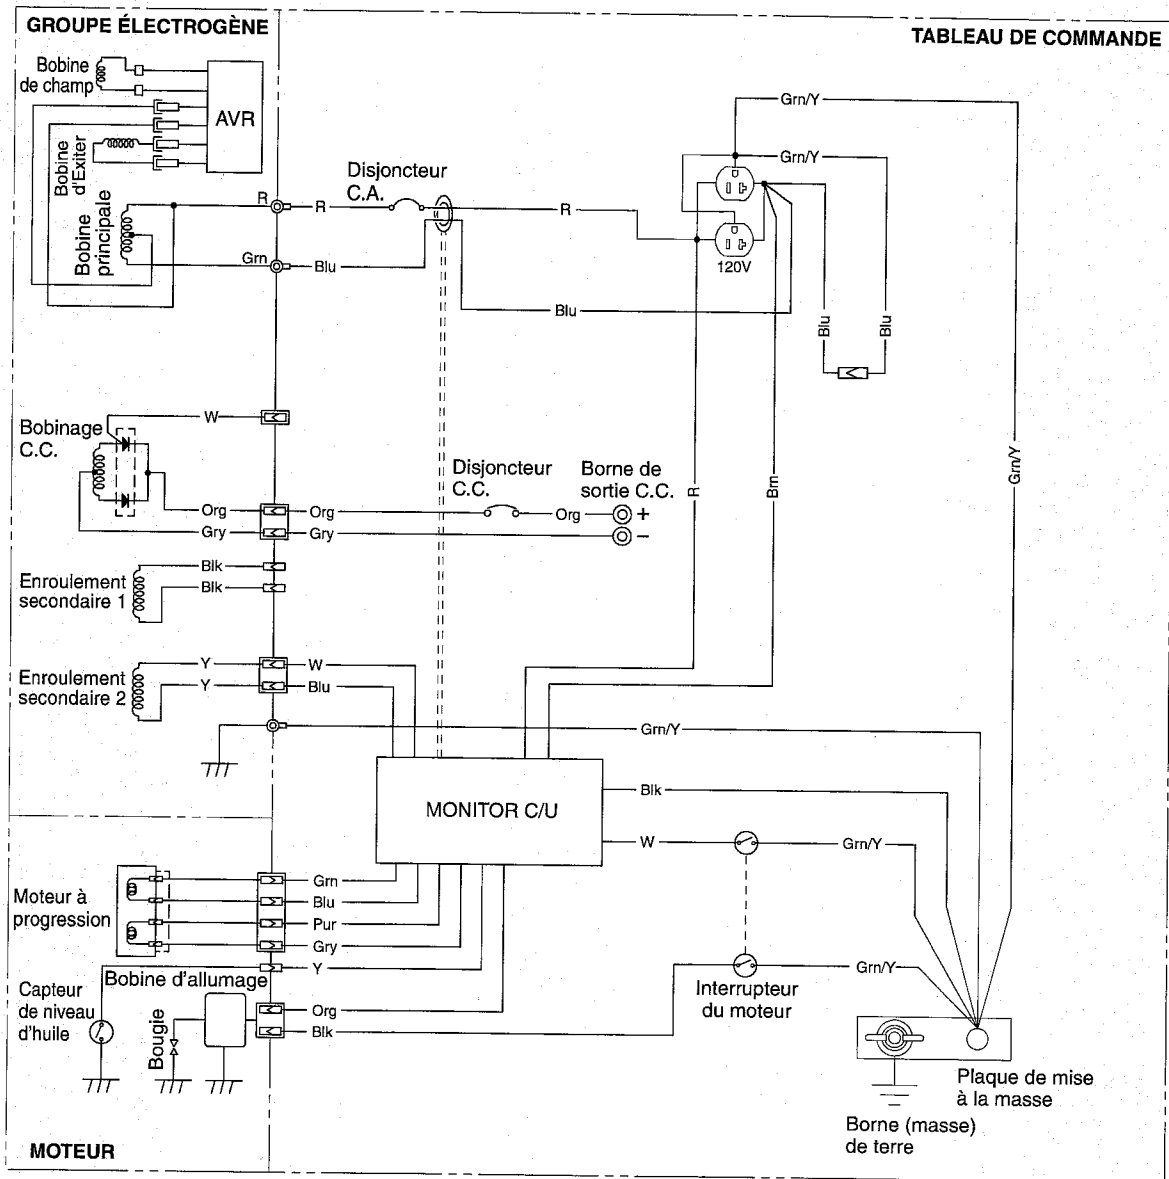 GROUPE ÉLECTROGÈNE
TABLEAU DE COMMANDE
Bobine
de champ
AVR
Bobine
d'Exiter
Bobine
principale
R
R
Disjoncteur
C.A.
R
Grn
Blu
Blu
Grn/Y
Grn/Y
120V
Blu
Blu
Grn/Y
R
Brn
Bobinage
C.C.
W
Org
Org
Gry
Gry
Disjoncteur
C.C.
Org
Borne de
sortie C.C.
+
−
Enroulement
secondaire 1
Blk
Blk
Enroulement
secondaire 2
Y
W
Y
Blu
Grn/Y
MONITOR C/U
Blk
W
Grn/Y
Moteur à
progression
Grn
Blu
Pur
Gry
Y
Bobine d'allumage
Grn/Y
Interrupteur
du moteur
Capteur
de niveau
d'huile
Bougie
Org
Blk
Plaque de mise
à la masse
Borne (masse)
de terre
MOTEUR